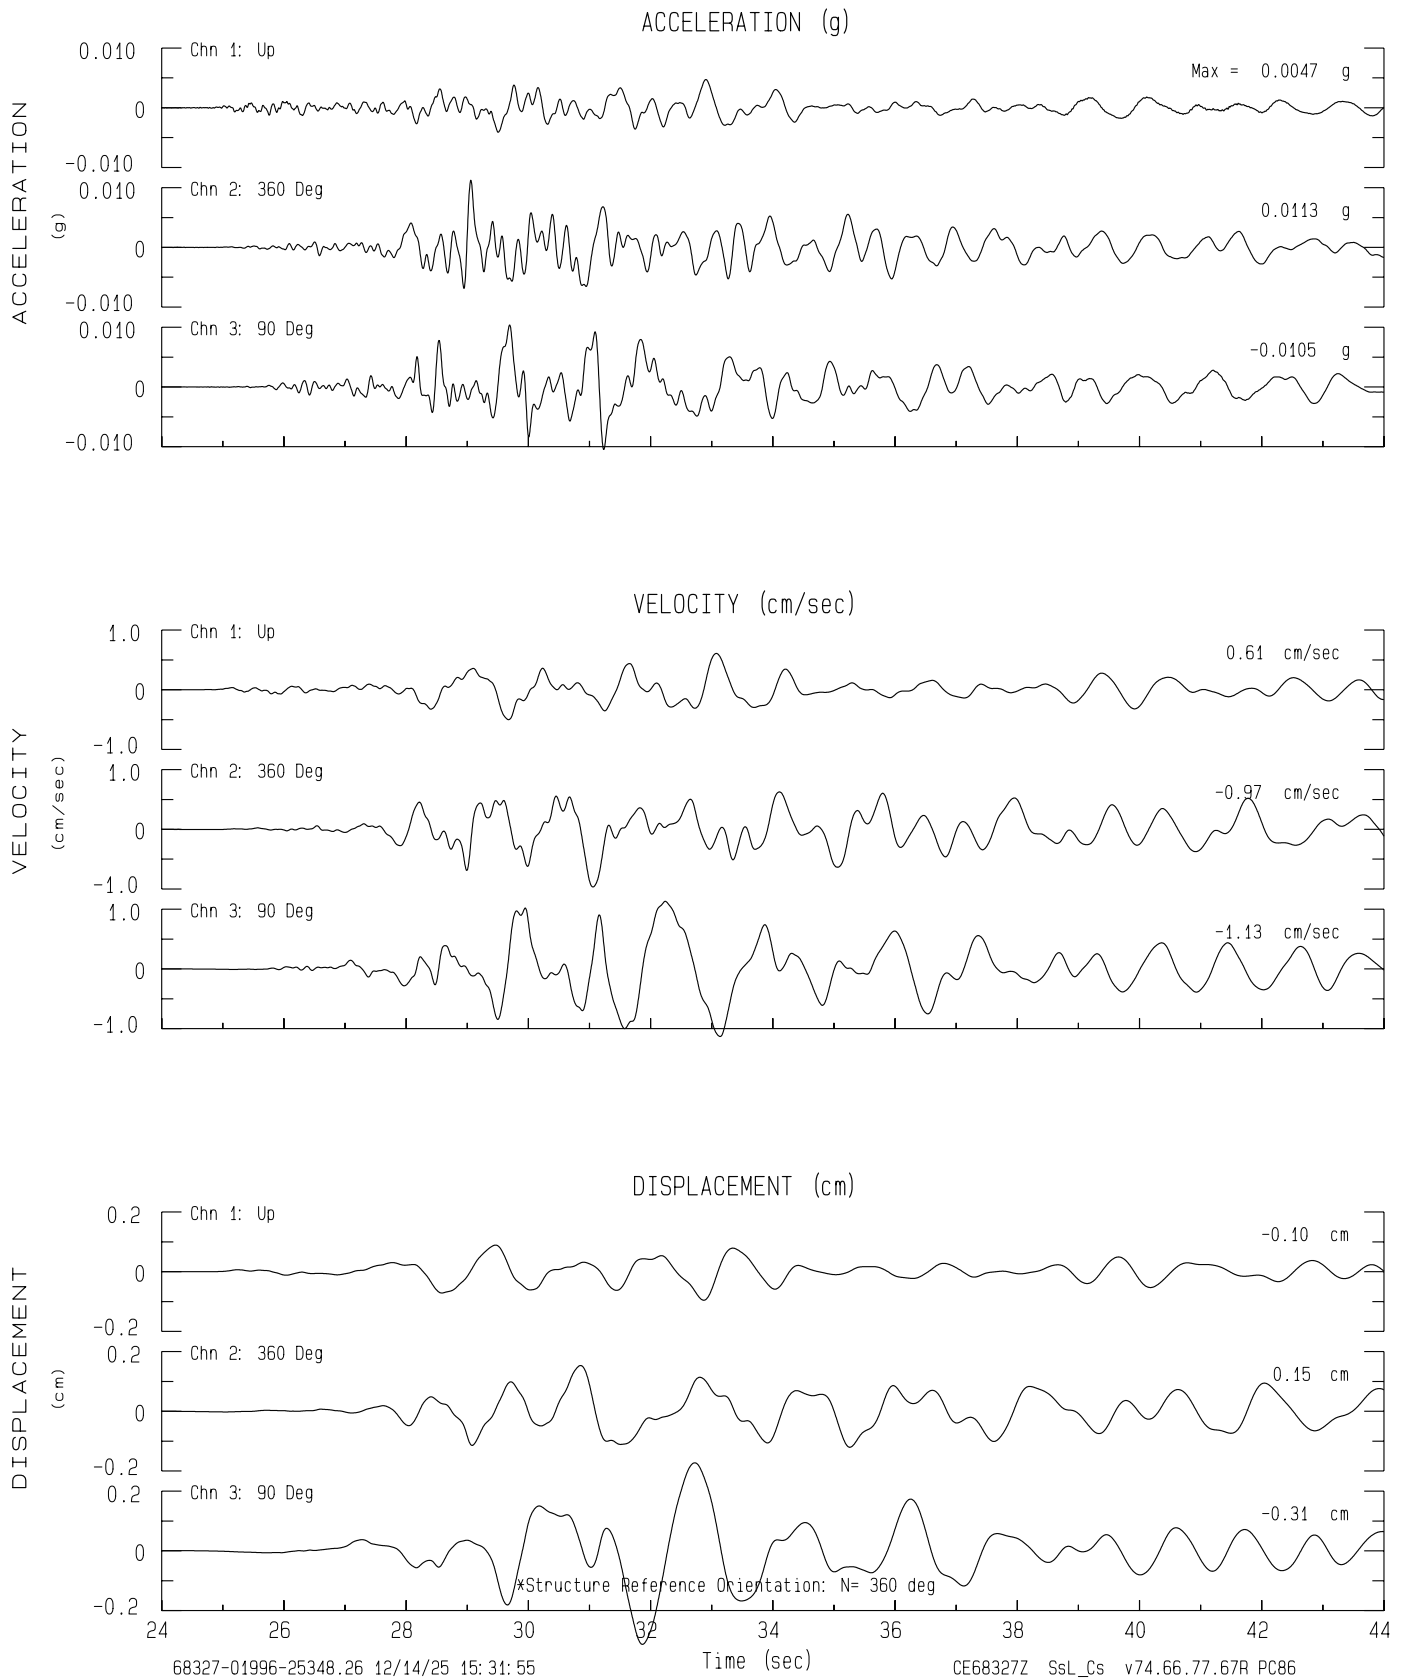 ACCELERATION (g)
0.010
Chn 1: Up
Max = 0.0047 g
0
-0.010
0.010
Chn 2: 360 Deg
0.0113 g
0
-0.010
0.010
Chn 3: 90 Deg
-0.0105 g
0
-0.010
ACCELERATION
(g)
VELOCITY (cm/sec)
1.0
Chn 1: Up
0.61 cm/sec
0
-1.0
1.0
Chn 2: 360 Deg
-0.97 cm/sec
0
-1.0
1.0
Chn 3: 90 Deg
-1.13 cm/sec
0
-1.0
VELOCITY
(cm/sec)
DISPLACEMENT (cm)
0.2
Chn 1: Up
-0.10 cm
0
-0.2
0.2
Chn 2: 360 Deg
0.15 cm
0
-0.2
0.2
Chn 3: 90 Deg
-0.31 cm
0
-0.2
DISPLACEMENT
(cm)
*Structure Reference Orientation: N= 360 deg
24 26 28 30 32 34 36 38 40 42 44
Time (sec)
68327-01996-25348.26 12/14/25 15:31:55
CE68327Z SsL_Cs v74.66.77.67R PC86